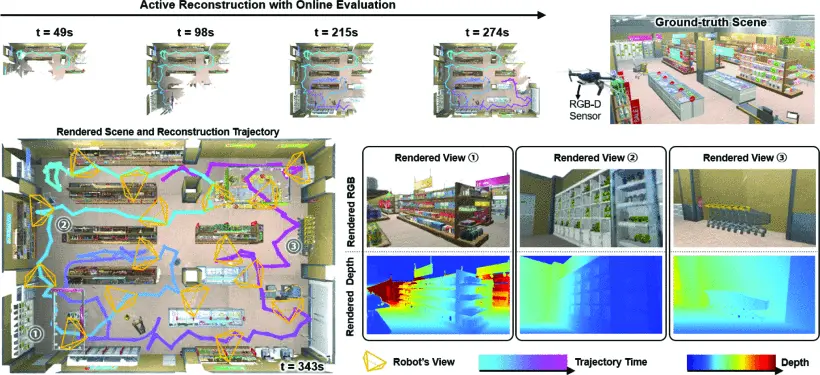 Active Reconstruction with Online Evaluation
t = 49s
t = 98s
t = 215s
t = 274s
Ground-truth Scene
RGB-D
Sensor
Rendered Scene and Reconstruction Trajectory
②
③
①
t = 343s
Rendered RGB
Rendered Depth
Rendered View ①
Rendered View ②
Rendered View ③
Robot's View
Trajectory Time
Depth